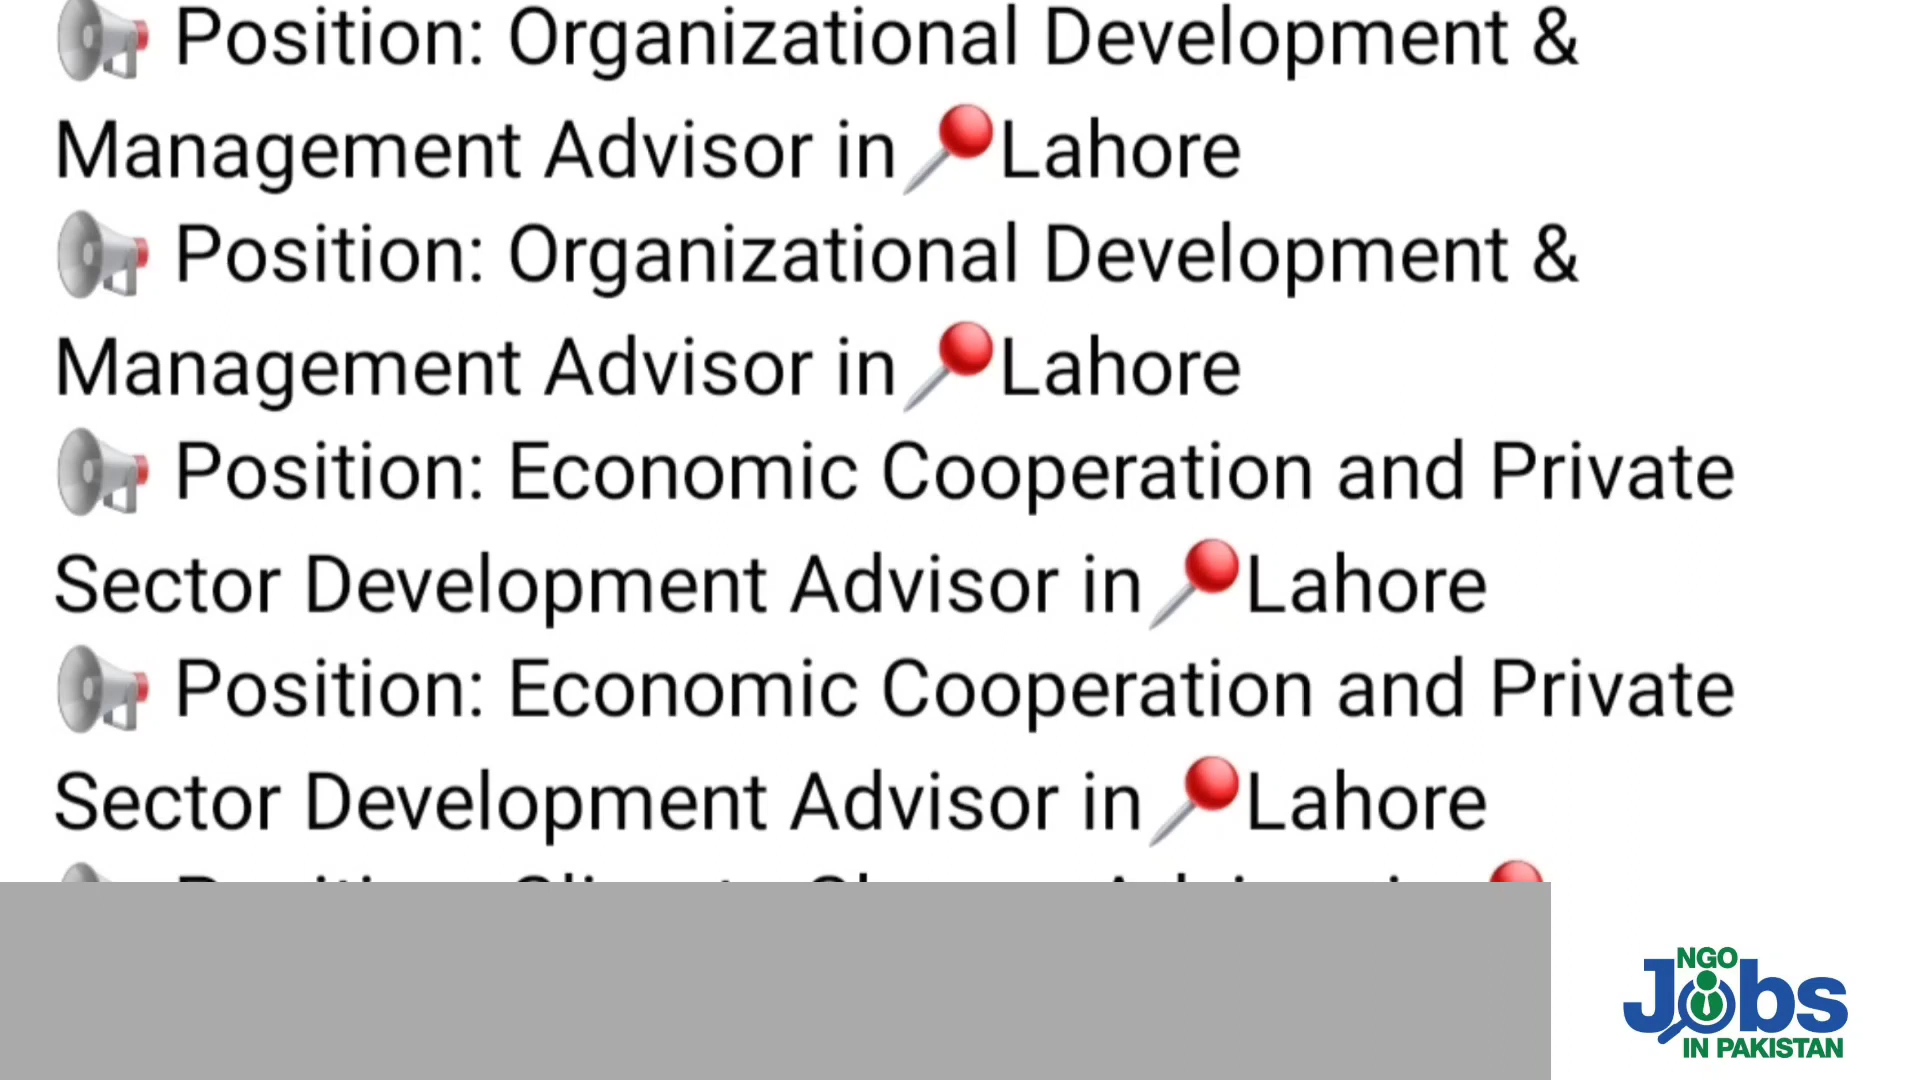 📢 Position: Organizational Development &
Management Advisor in📍Lahore
📢 Position: Organizational Development &
Management Advisor in📍Lahore
📢 Position: Economic Cooperation and Private
Sector Development Advisor in📍Lahore
📢 Position: Economic Cooperation and Private
Sector Development Advisor in📍Lahore
NGO
Jobs
IN PAKISTAN